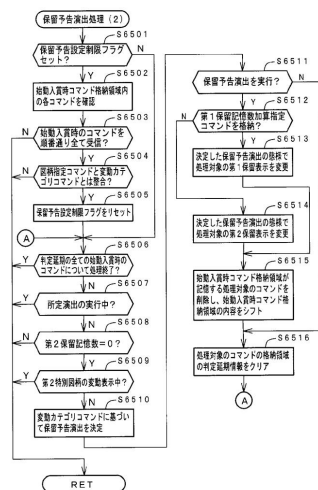 保留予告演出処理(2)
S6501
保留予告設定制限フラグ
セット?
N
Y
S6502
始動入賞時コマンド格納領域内
の各コマンドを確認
S6503
始動入賞時のコマンドを
順番通り全て受信?
N
Y
S6504
図柄指定コマンドと変動カテ
ゴリコマンドとは整合?
N
Y
S6505
保留予告設定制限フラグをリセット
A
S6506
判定延期の全ての始動入賞時の
コマンドについて処理終了?
Y
N
S6507
所定演出の実行中?
Y
N
S6508
第2保留記憶数=0?
N
Y
S6509
第2特別図柄の変動表示中?
Y
N
S6510
変動カテゴリコマンドに基づい
て保留予告演出を決定
RET
S6511
保留予告演出を実行?
N
Y
S6512
第1保留記憶数加算指定
コマンドを格納?
N
Y
S6513
決定した保留予告演出の態様で
処理対象の第1保留表示を変更
S6514
決定した保留予告演出の態様で
処理対象の第2保留表示を変更
S6515
始動入賞時コマンド格納領域が
記憶する処理対象のコマンドを
削除し、始動入賞時コマンド格
納領域の内容をシフト
S6516
処理対象のコマンドの格納領域
の判定延期情報をクリア
A